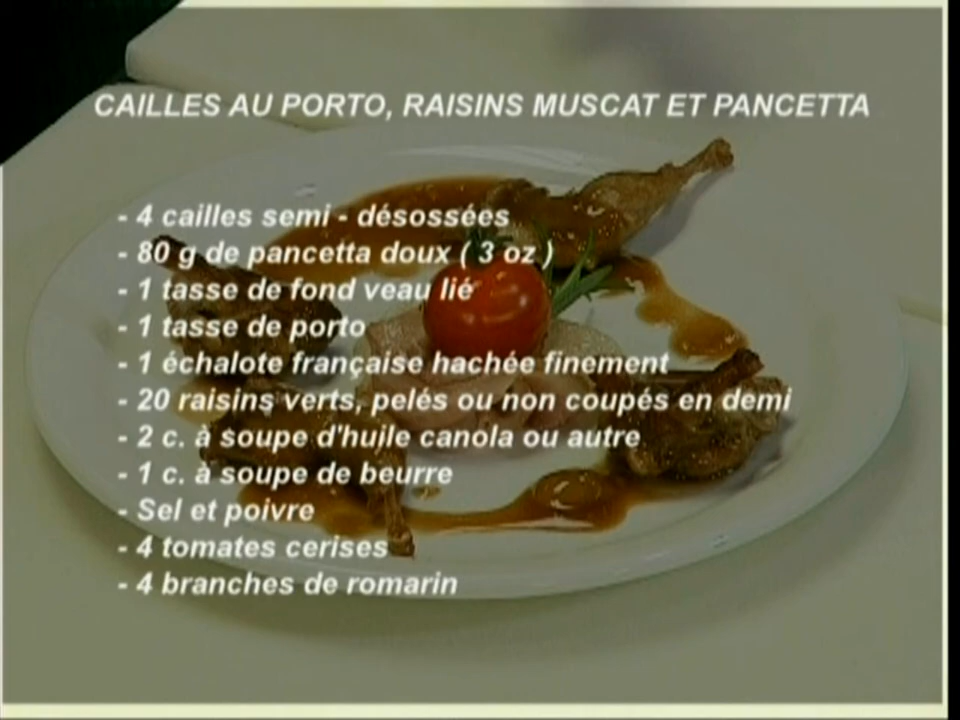 CAILLES AU PORTO, RAISINS MUSCAT ET PANCETTA
- 4 cailles semi - désossées
- 80 g de pancetta doux ( 3 oz )
- 1 tasse de fond veau lié
- 1 tasse de porto
- 1 échalote française hachée finement
- 20 raisins verts, pelés ou non coupés en demi
- 2 c. à soupe d'huile canola ou autre
- 1 c. à soupe de beurre
- Sel et poivre
- 4 tomates cerises
- 4 branches de romarin